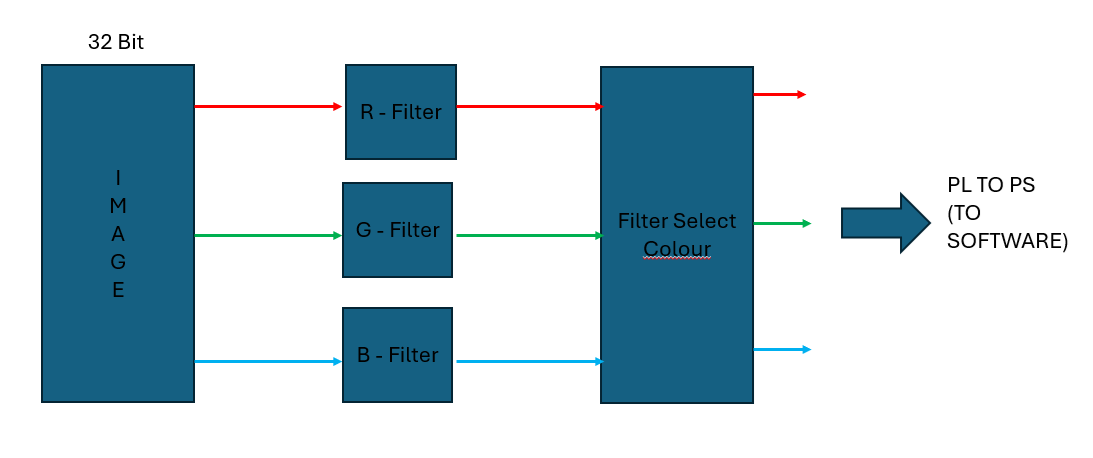 32 Bit
I
M
A
G
E
R - Filter
G - Filter
B - Filter
Filter Select
Colour
PL TO PS
(TO
SOFTWARE)